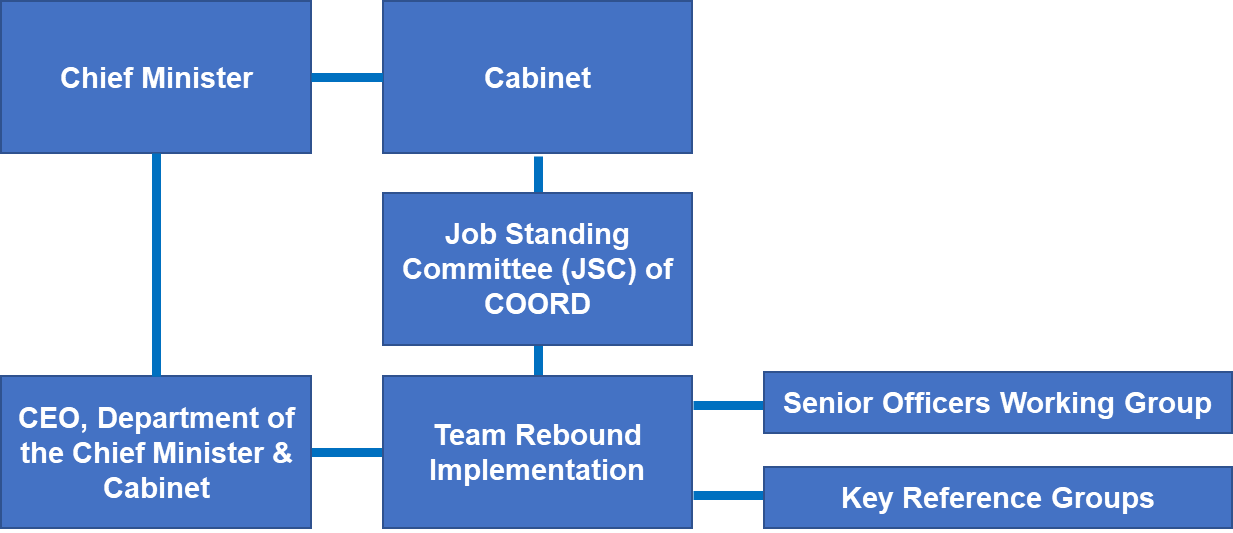 Chief Minister
Cabinet
Job Standing
Committee (JSC) of
COORD
CEO, Department of
the Chief Minister &
Cabinet
Team Rebound
Implementation
Senior Officers Working Group
Key Reference Groups